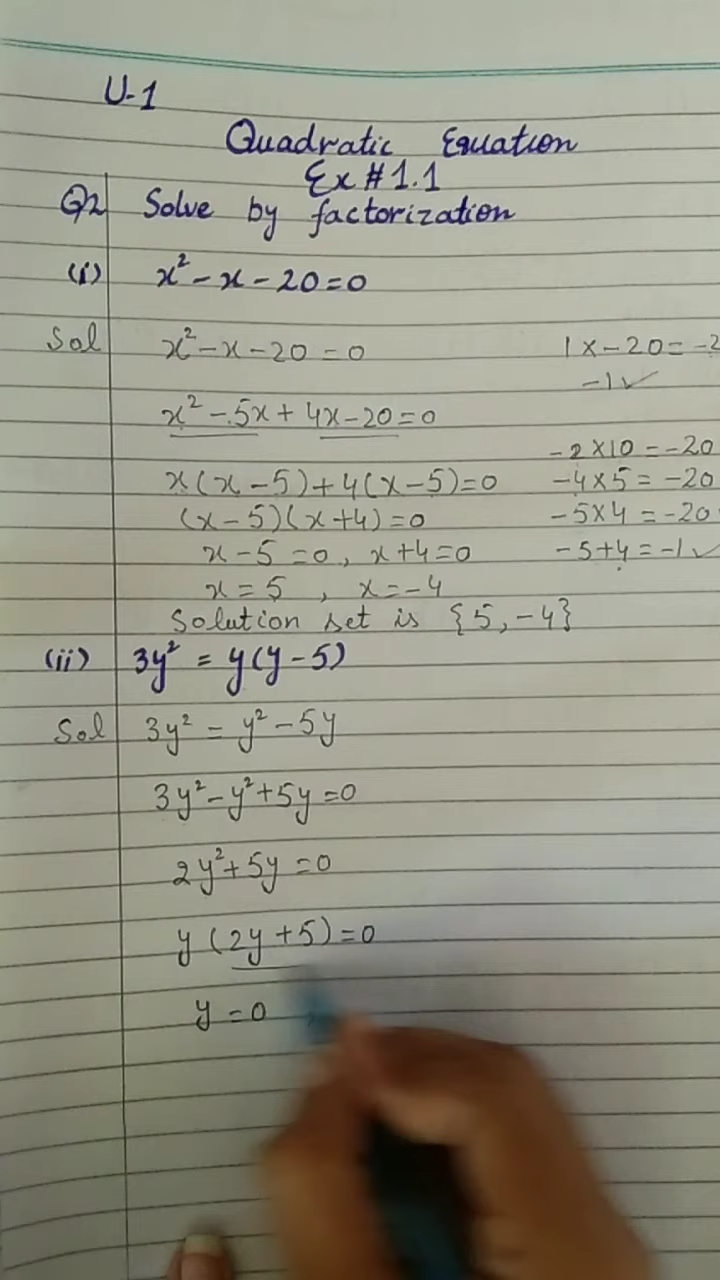 U-1
Quadratic Equation
Ex # 1.1
Q2 Solve by factorization
(i) x² - x - 20 = 0
Sol x² - x - 20 = 0 1 x - 20 = -2
-1 ✓
x² - 5x + 4x - 20 = 0
-2 × 10 = -20
x(x - 5) + 4(x - 5) = 0 -4 × 5 = -20
(x - 5)(x + 4) = 0 -5 × 4 = -20
x - 5 = 0, x + 4 = 0 -5 + 4 = -1 ✓
x = 5 , x = -4
Solution set is {5, -4}
(ii) 3y² = y(y - 5)
Sol 3y² = y² - 5y
3y² - y² + 5y = 0
2y² + 5y = 0
y (2y + 5) = 0
y = 0